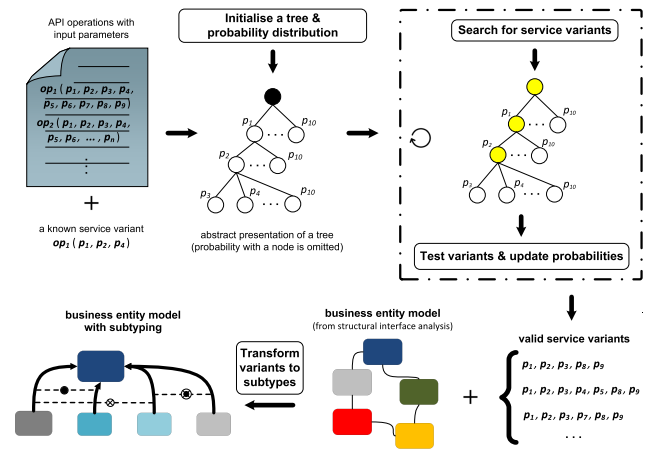 API operations with
input parameters
op1 ( p1, p2, p3, p4,
p5, p6, p7, p8, p9)
op2 ( p1, p2, p3, p4,
p5, p6, ..., pn)
+
a known service variant
op1 ( p1, p2, p4)
Initialise a tree &
probability distribution
p1 p10
p2 p10
p3 p4 p10
abstract presentation of a tree
(probability with a node is omitted)
Search for service variants
p1 p10
p2 p10
p3 p4 p10
Test variants & update probabilities
valid service variants
p1, p2, p3, p8, p9
p1, p2, p3, p4, p5, p8, p9
p1, p2, p3, p7, p8, p9
...
+
business entity model
(from structural interface analysis)
Transform
variants to
subtypes
business entity model
with subtyping